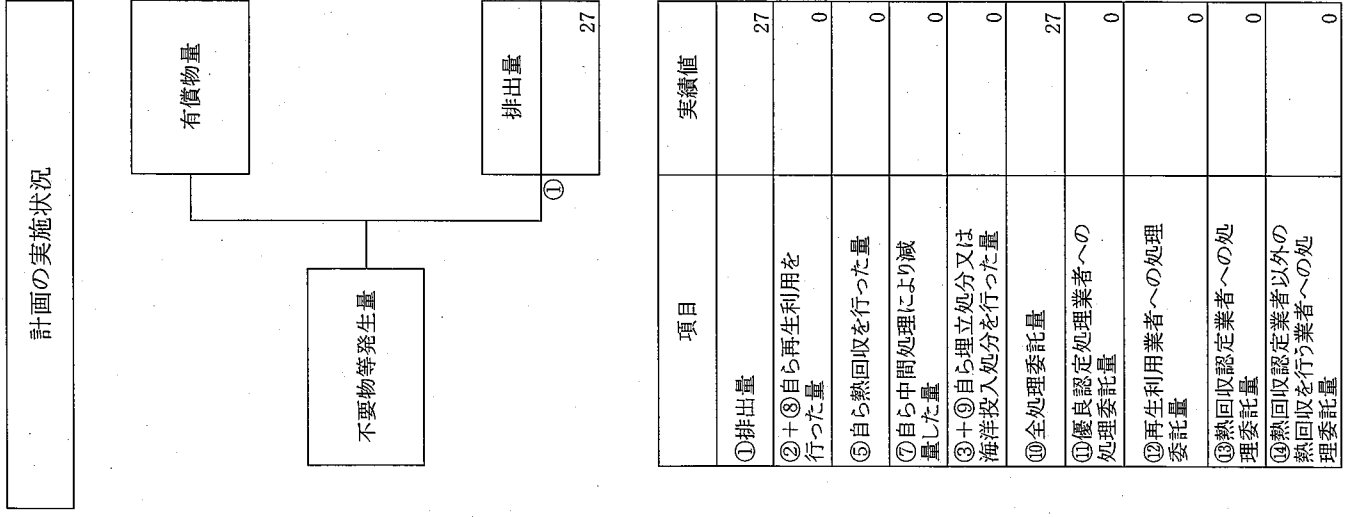 計画の実施状況
有償物量
不要物等発生量
排出量
①
27
項目
実績値
①排出量
27
②+⑧自ら再生利用を
行った量
0
⑤自ら熱回収を行った量
0
⑦自ら中間処理により減
量した量
0
③+⑨自ら埋立処分又は
海洋投入処分を行った量
0
⑩全処理委託量
27
⑪優良認定処理業者への
処理委託量
0
⑫再生利用業者への処理
委託量
0
⑬熱回収認定業者への処
理委託量
0
⑭熱回収認定業者以外の
熱回収を行う業者への処
理委託量
0